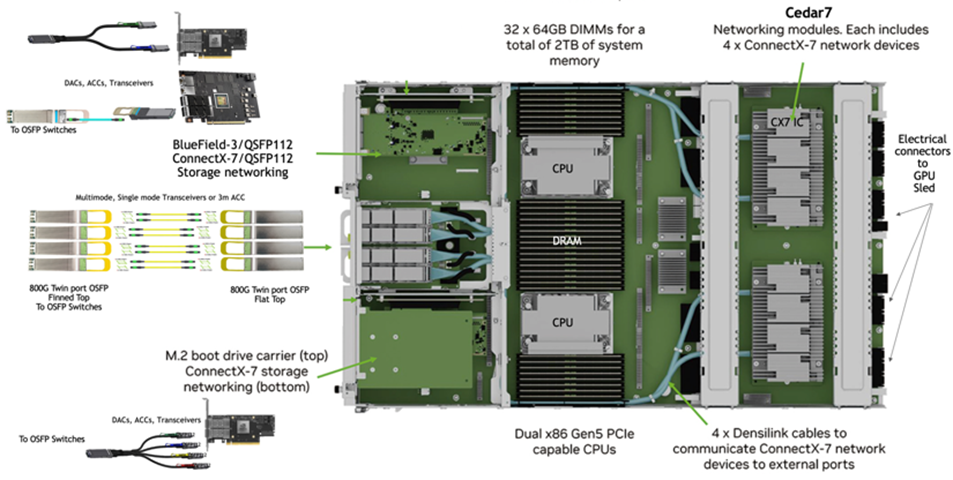 DACs, ACCs, Transceivers
To OSFP Switches
BlueField-3/QSFP112
ConnectX-7/QSFP112
Storage networking
Multimode, Single mode Transceivers or 3m ACC
800G Twin port OSFP
Finned Top
To OSFP Switches
800G Twin port OSFP
Flat Top
M.2 boot drive carrier (top)
ConnectX-7 storage
networking (bottom)
DACs, ACCs, Transceivers
To OSFP Switches
32 x 64GB DIMMs for a
total of 2TB of system
memory
Cedar7
Networking modules. Each includes
4 x ConnectX-7 network devices
CPU
DRAM
CPU
CX7 IC
Electrical
connectors
to
GPU
Sled
Dual x86 Gen5 PCIe
capable CPUs
4 x Densilink cables to
communicate ConnectX-7 network
devices to external ports